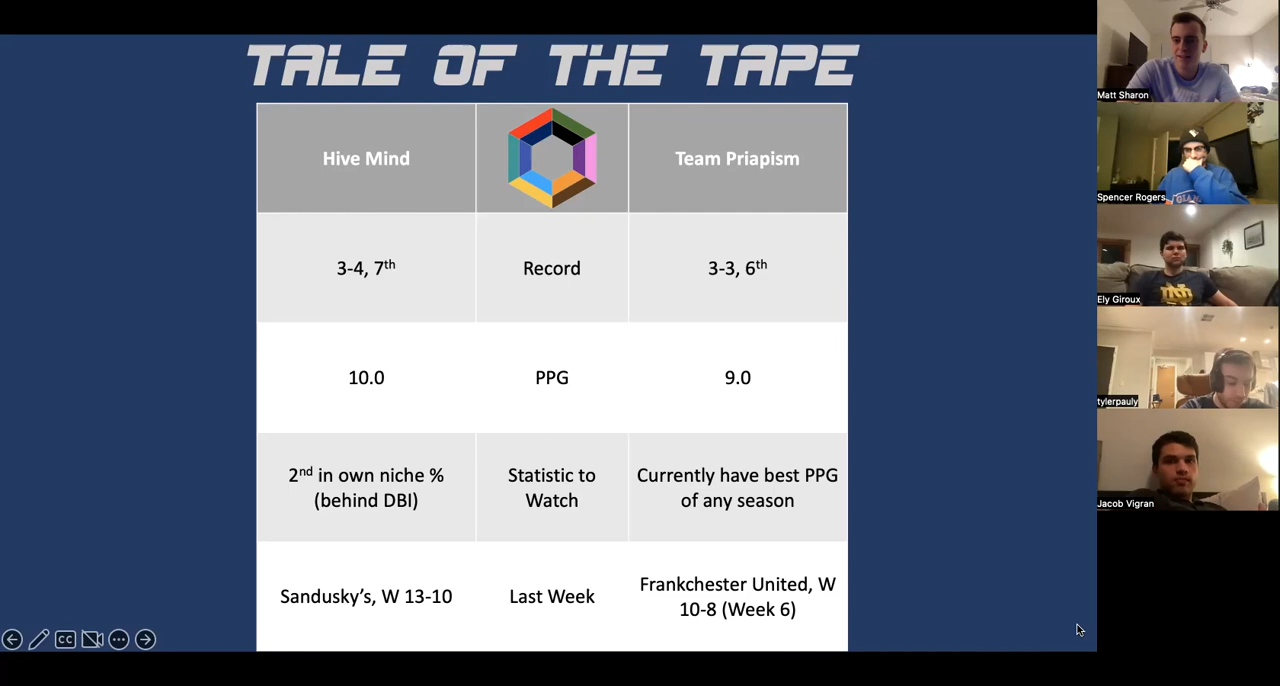 TALE OF THE TAPE
Hive Mind
Team Priapism
3-4, 7th
Record
3-3, 6th
10.0
PPG
9.0
2nd in own niche %
(behind DBI)
Statistic to
Watch
Currently have best PPG
of any season
Sandusky’s, W 13-10
Last Week
Frankchester United, W
10-8 (Week 6)
CC
Matt Sharon
Spencer Rogers
Ely Giroux
tylerpauly
Jacob Vigran